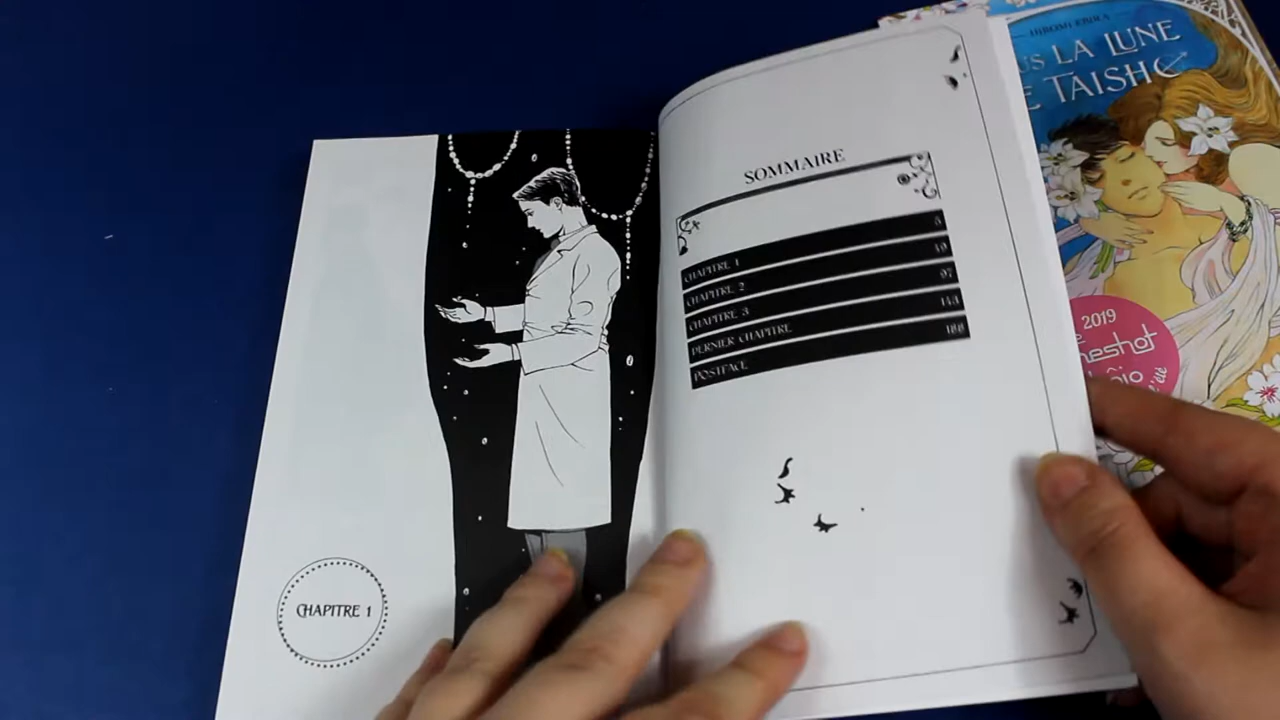 CHAPITRE 1
SOMMAIRE
CHAPITRE 1
CHAPITRE 2
CHAPITRE 3
DERNIER CHAPITRE
POSTFACE
49
97
143
188
LA LUNE
TAISHO
2019